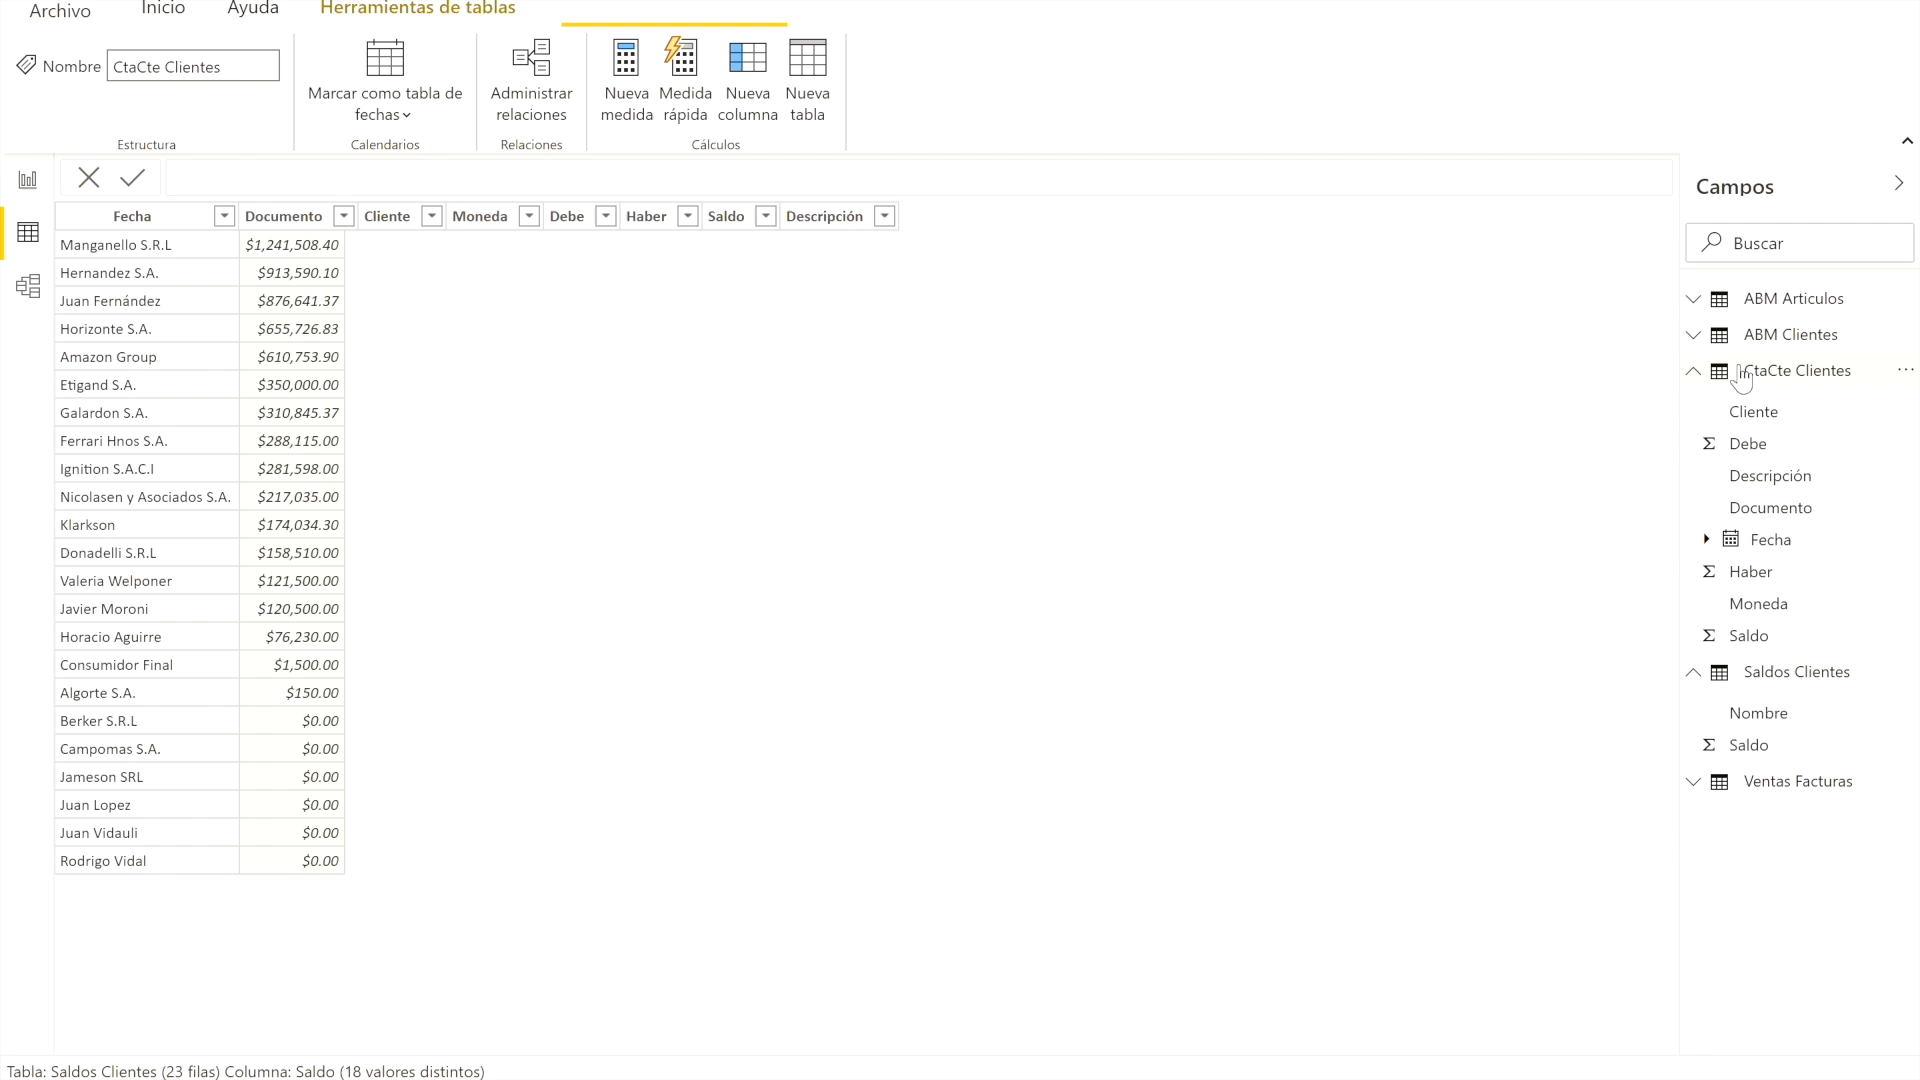 Archivo
Inicio
Ayuda
Herramientas de tablas
Nombre
CtaCte Clientes
Estructura
Marcar como tabla de
fechas
Calendarios
Administrar
relaciones
Relaciones
Nueva
medida
Medida
rápida
Nueva
columna
Nueva
tabla
Cálculos
Fecha Documento Cliente Moneda Debe Haber Saldo Descripción
Manganello S.R.L $1,241,508.40
Hernandez S.A. $913,590.10
Juan Fernández $876,641.37
Horizonte S.A. $655,726.83
Amazon Group $610,753.90
Etigand S.A. $350,000.00
Galardon S.A. $310,845.37
Ferrari Hnos S.A. $288,115.00
Ignition S.A.C.I $281,598.00
Nicolasen y Asociados S.A. $217,035.00
Klarkson $174,034.30
Donadelli S.R.L $158,510.00
Valeria Welponer $121,500.00
Javier Moroni $120,500.00
Horacio Aguirre $76,230.00
Consumidor Final $1,500.00
Algorte S.A. $150.00
Berker S.R.L $0.00
Campomas S.A. $0.00
Jameson SRL $0.00
Juan Lopez $0.00
Juan Vidauli $0.00
Rodrigo Vidal $0.00
Campos
Buscar
ABM Articulos
ABM Clientes
CtaCte Clientes ...
Cliente
Σ Debe
Descripción
Documento
Fecha
Σ Haber
Moneda
Σ Saldo
Saldos Clientes
Nombre
Σ Saldo
Ventas Facturas
Tabla: Saldos Clientes (23 filas) Columna: Saldo (18 valores distintos)